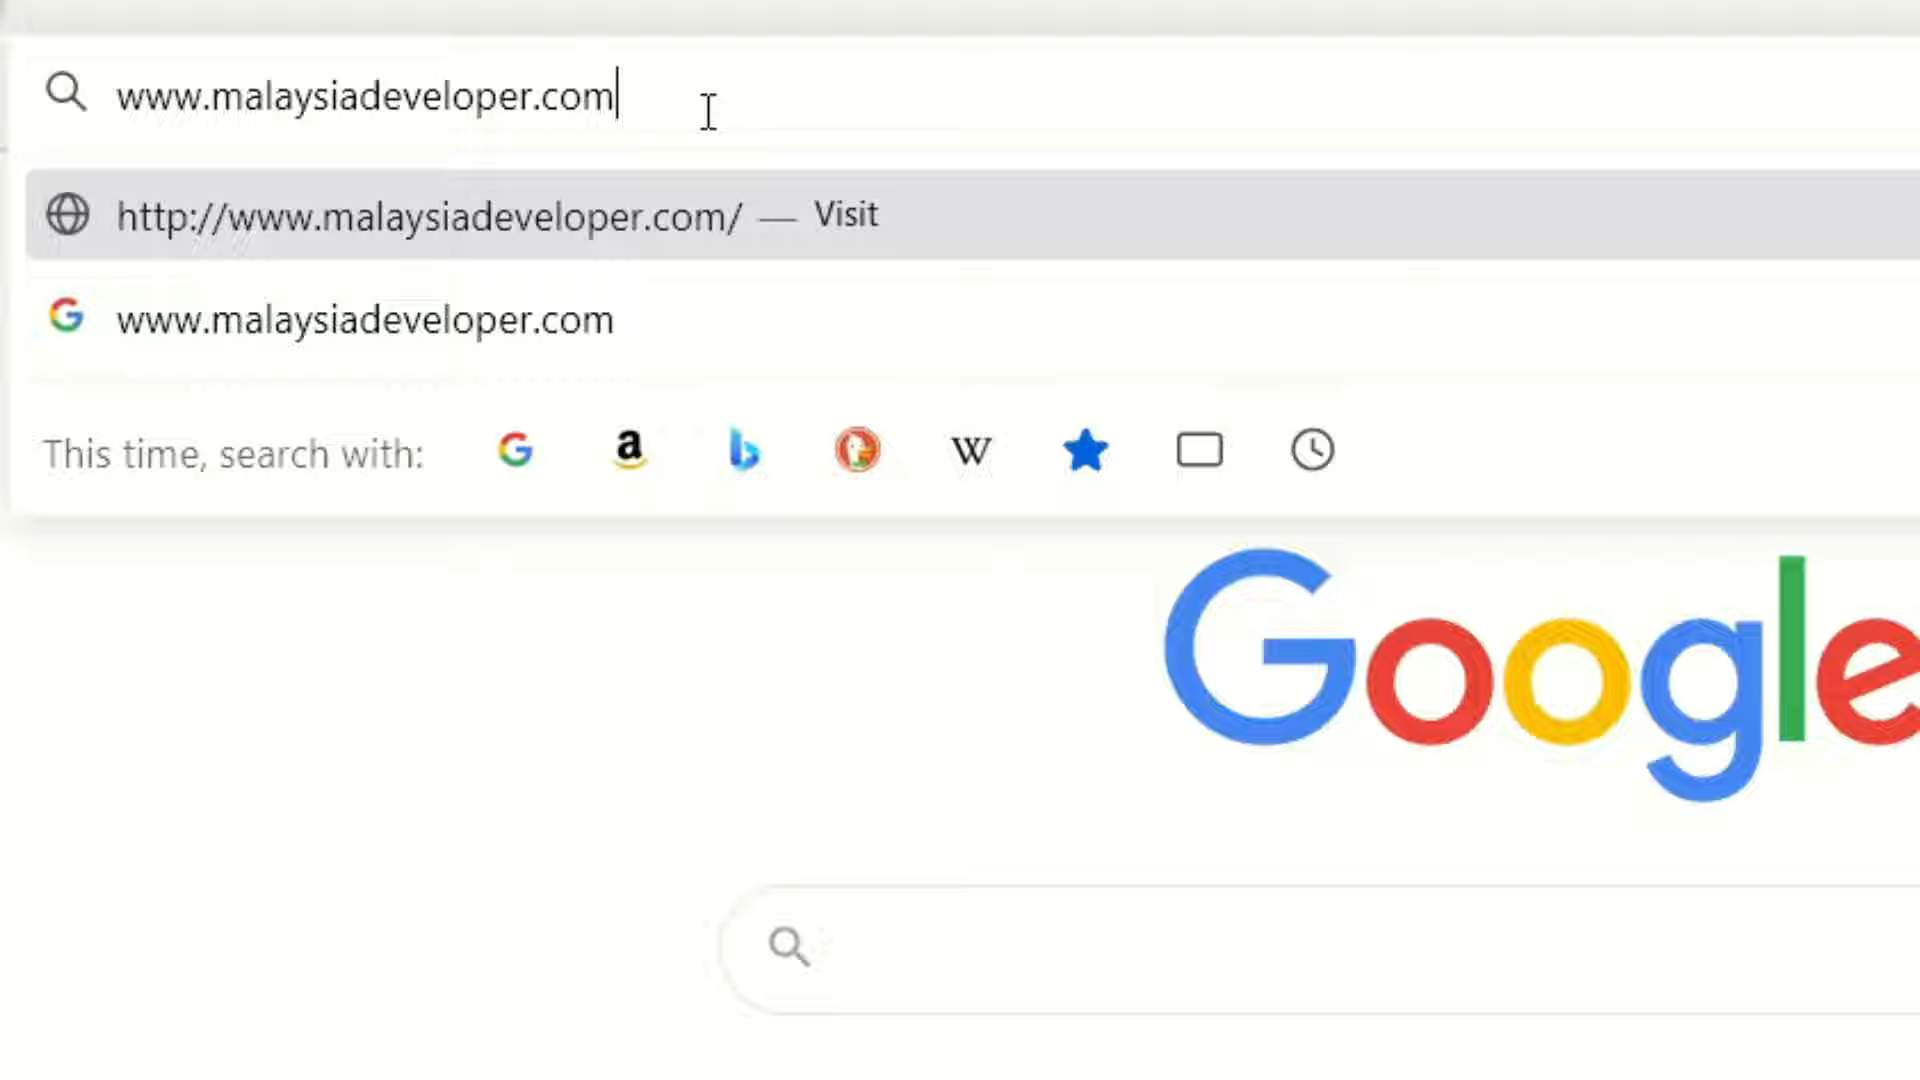 www.malaysiadeveloper.com
http://www.malaysiadeveloper.com/ — Visit
www.malaysiadeveloper.com
This time, search with:
Google